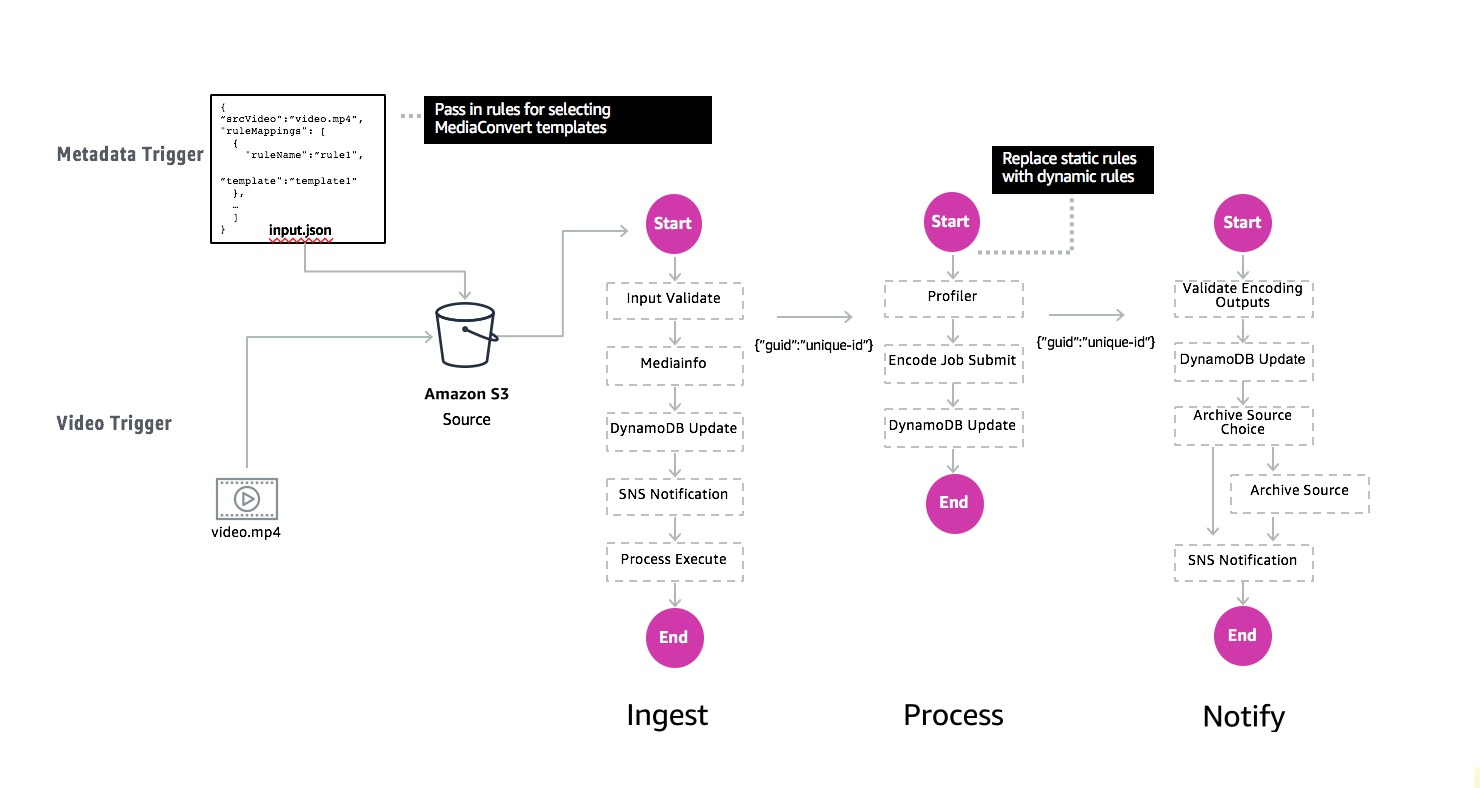 {
“srcVideo":“video.mp4”,
"ruleMappings": [
{
"ruleName":“rule1",
“template":“template1”
},
…
]
}
input.json
Pass in rules for selecting
MediaConvert templates
Metadata Trigger
Video Trigger
video.mp4
Amazon S3
Source
Start
Input Validate
Mediainfo
DynamoDB Update
SNS Notification
Process Execute
End
Ingest
{“guid”:”unique-id”}
Replace static rules
with dynamic rules
Start
Profiler
Encode Job Submit
DynamoDB Update
End
Process
{“guid”:”unique-id”}
Start
Validate Encoding
Outputs
DynamoDB Update
Archive Source
Choice
Archive Source
SNS Notification
End
Notify